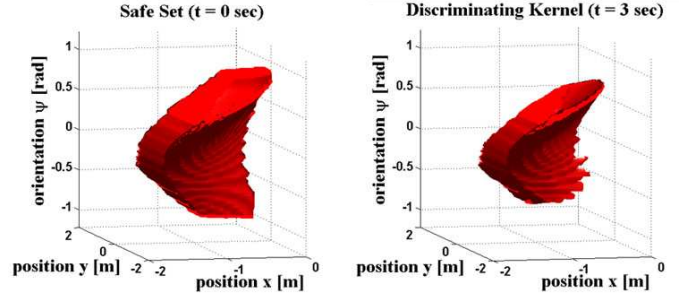 Safe Set (t = 0 sec)
orientation ψ [rad]
1
0.5
0
-0.5
-1
2
0
-2
position y [m]
-2
-1
0
position x [m]
Discriminating Kernel (t = 3 sec)
orientation ψ [rad]
1
0.5
0
-0.5
-1
2
0
-2
position y [m]
-2
-1
0
position x [m]